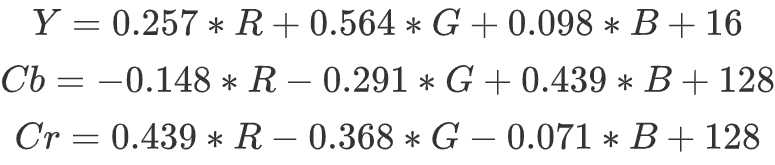 Y = 0.257 * R + 0.564 * G + 0.098 * B + 16
Cb = -0.148 * R - 0.291 * G + 0.439 * B + 128
Cr = 0.439 * R - 0.368 * G - 0.071 * B + 128